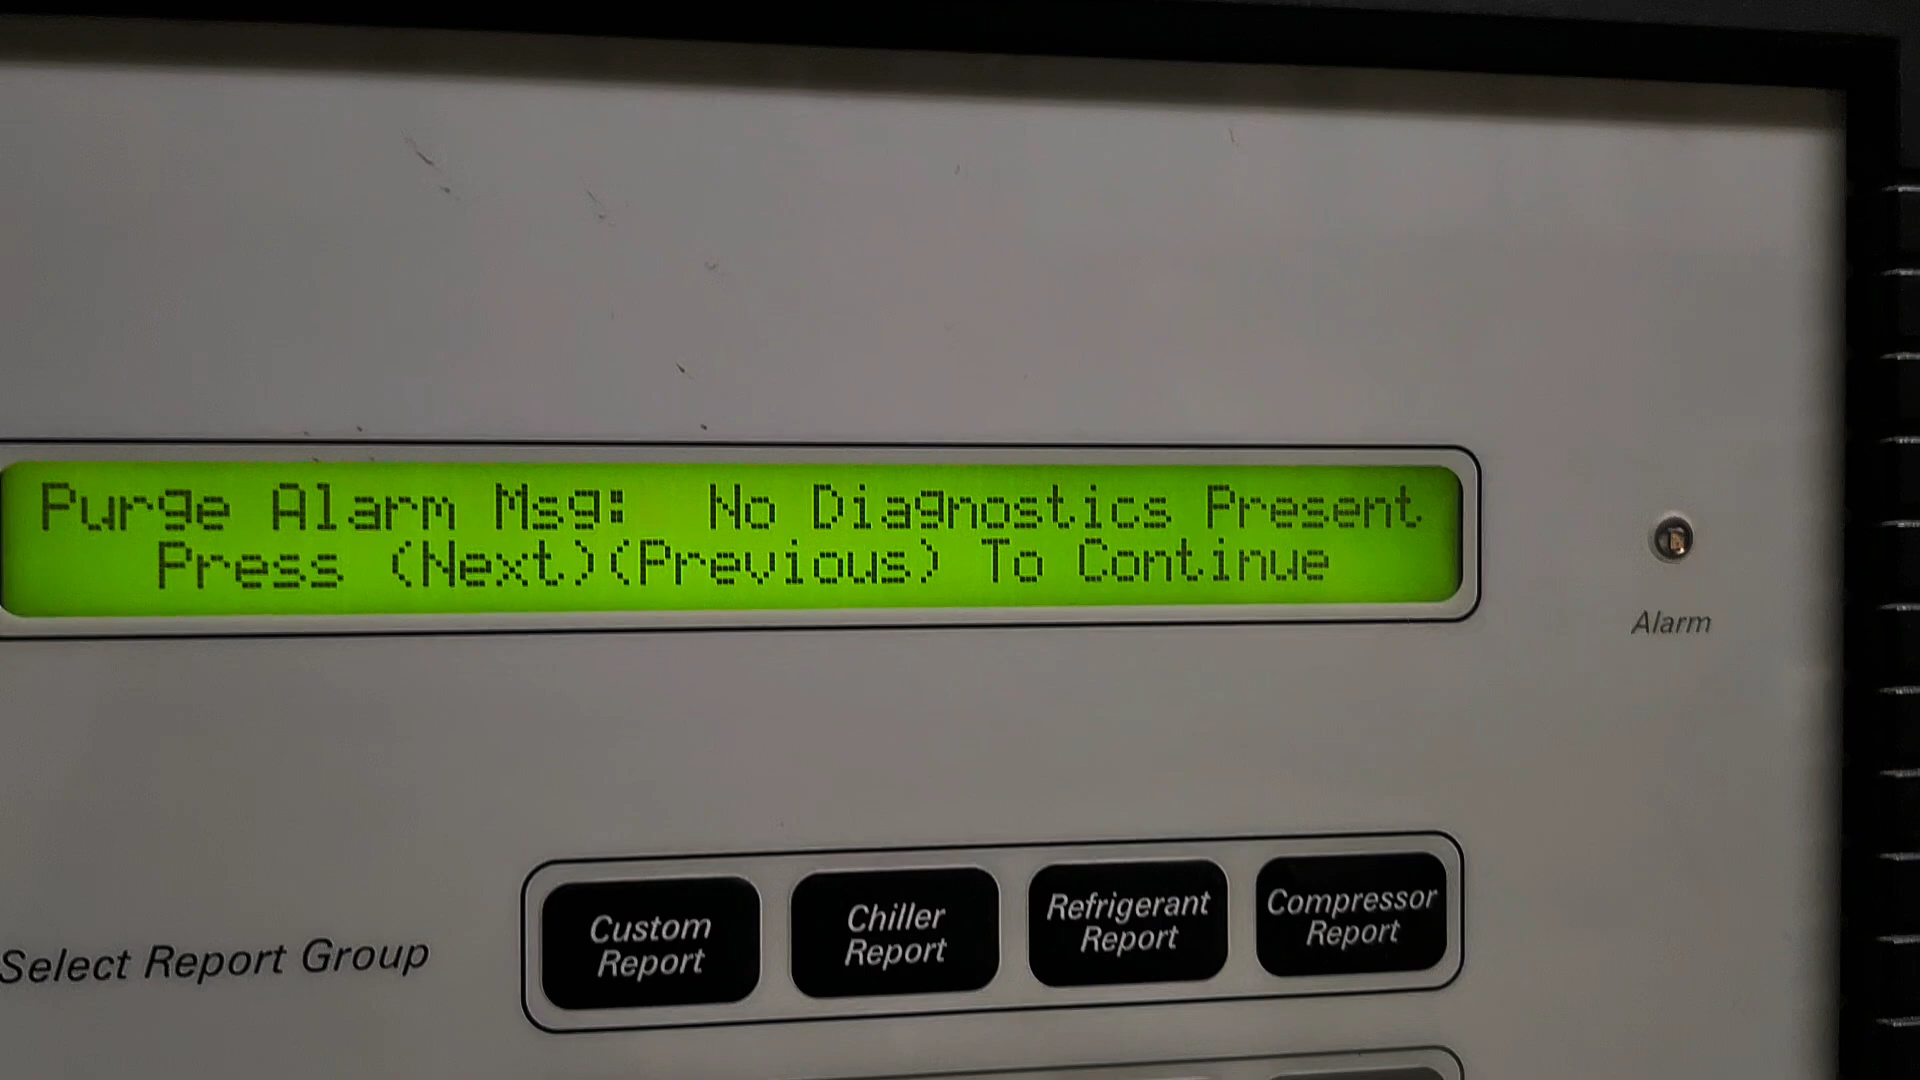 Purge Alarm Msg: No Diagnostics Present
Press (Next)(Previous) To Continue
Alarm
Select Report Group
Custom
Report
Chiller
Report
Refrigerant
Report
Compressor
Report